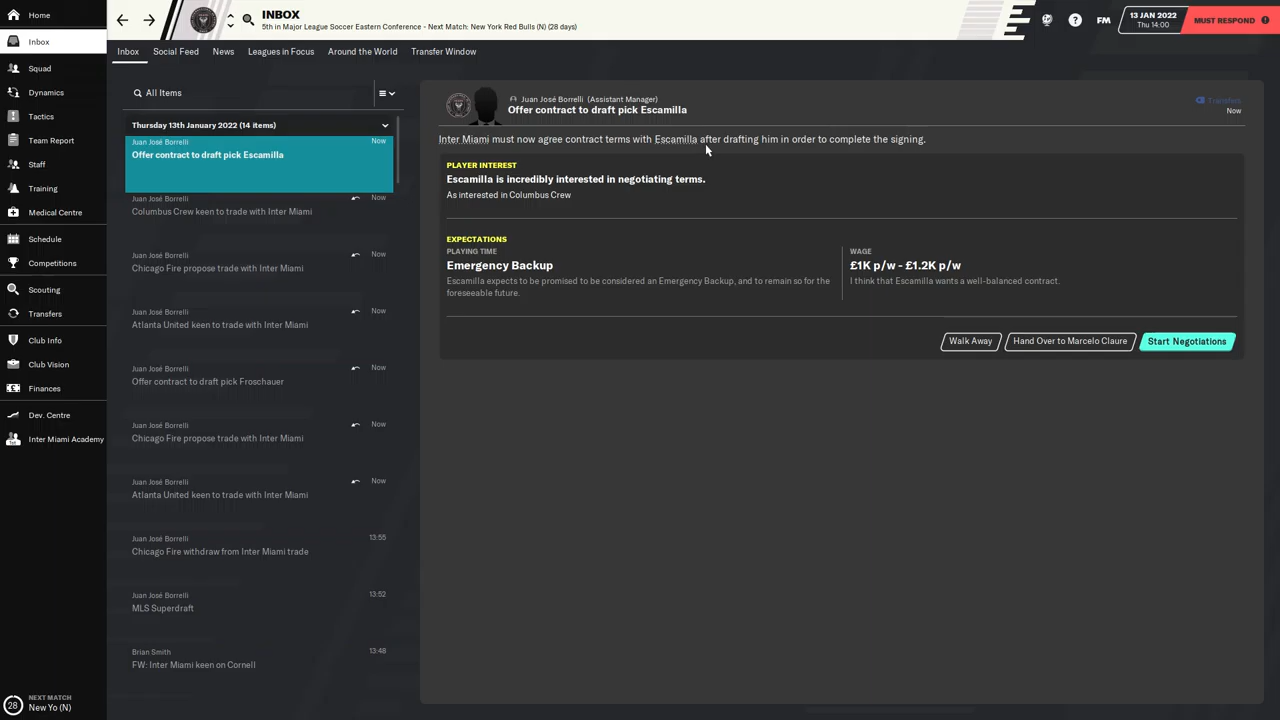 Home
Inbox
Squad
Dynamics
Tactics
Team Report
Staff
Training
Medical Centre
Schedule
Competitions
Scouting
Transfers
Club Info
Club Vision
Finances
Dev. Centre
Inter Miami Academy
28
NEXT MATCH
New Yo (N)
INBOX
5th in Major League Soccer Eastern Conference - Next Match: New York Red Bulls (N) (28 days)
?
FM
13 JAN 2022
Thu 14:00
MUST RESPOND
Inbox
Social Feed
News
Leagues in Focus
Around the World
Transfer Window
All Items
Thursday 13th January 2022 (14 items)
Juan José Borrelli
Now
Offer contract to draft pick Escamilla
Juan José Borrelli
Now
Columbus Crew keen to trade with Inter Miami
Juan José Borrelli
Now
Chicago Fire propose trade with Inter Miami
Juan José Borrelli
Now
Atlanta United keen to trade with Inter Miami
Juan José Borrelli
Now
Offer contract to draft pick Froschauer
Juan José Borrelli
Now
Chicago Fire propose trade with Inter Miami
Juan José Borrelli
Now
Atlanta United keen to trade with Inter Miami
Juan José Borrelli
13:55
Chicago Fire withdraw from Inter Miami trade
Juan José Borrelli
13:52
MLS Superdraft
Brian Smith
13:48
FW: Inter Miami keen on Cornell
Juan José Borrelli (Assistant Manager)
Offer contract to draft pick Escamilla
Transfers
Now
Inter Miami must now agree contract terms with Escamilla after drafting him in order to complete the signing.
PLAYER INTEREST
Escamilla is incredibly interested in negotiating terms.
As interested in Columbus Crew
EXPECTATIONS
PLAYING TIME
Emergency Backup
Escamilla expects to be promised to be considered an Emergency Backup, and to remain so for the
foreseeable future.
WAGE
£1K p/w - £1.2K p/w
I think that Escamilla wants a well-balanced contract.
Walk Away
Hand Over to Marcelo Claure
Start Negotiations